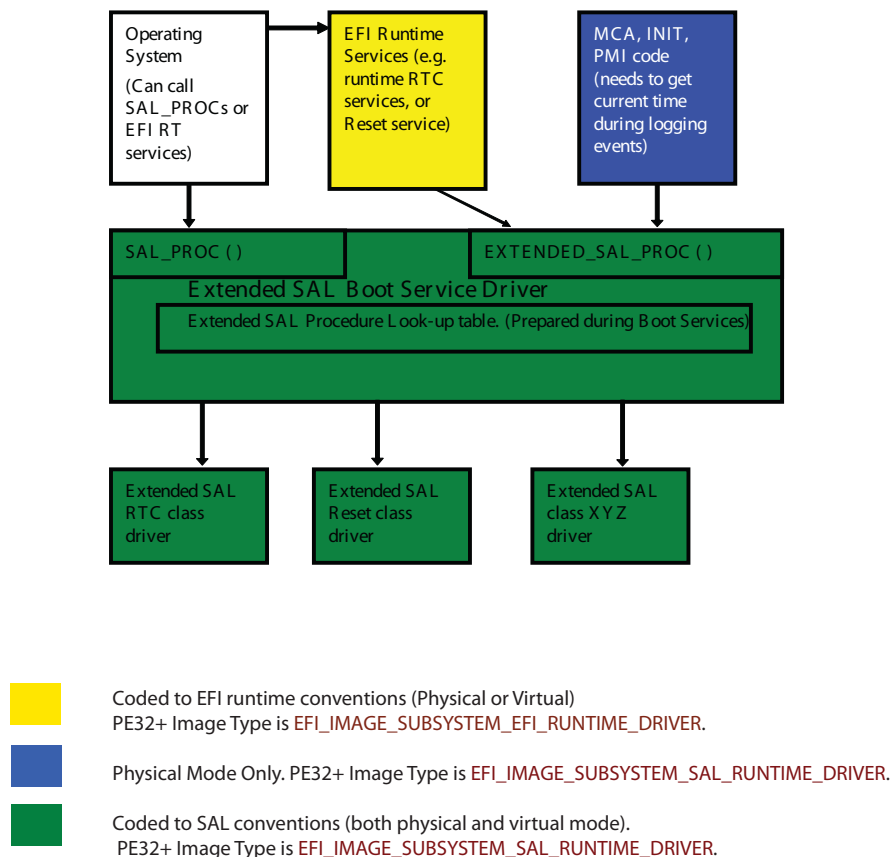 Operating
System
(Can call
SAL_PROCs or
EFI RT
services)
EFI Runtime
Services (e.g.
runtime RTC
services, or
Reset service)
MCA, INIT,
PMI code
(needs to get
current time
during logging
events)
SAL_PROC ( )
EXTENDED_SAL_PROC ( )
Extended SAL Boot Service Driver
Extended SAL Procedure Look-up table. (Prepared during Boot Services)
Extended SAL
RTC class
driver
Extended SAL
Reset class
driver
Extended SAL
class XYZ
driver
Coded to EFI runtime conventions (Physical or Virtual)
PE32+ Image Type is EFI_IMAGE_SUBSYSTEM_EFI_RUNTIME_DRIVER.
Physical Mode Only. PE32+ Image Type is EFI_IMAGE_SUBSYSTEM_SAL_RUNTIME_DRIVER.
Coded to SAL conventions (both physical and virtual mode).
PE32+ Image Type is EFI_IMAGE_SUBSYSTEM_SAL_RUNTIME_DRIVER.